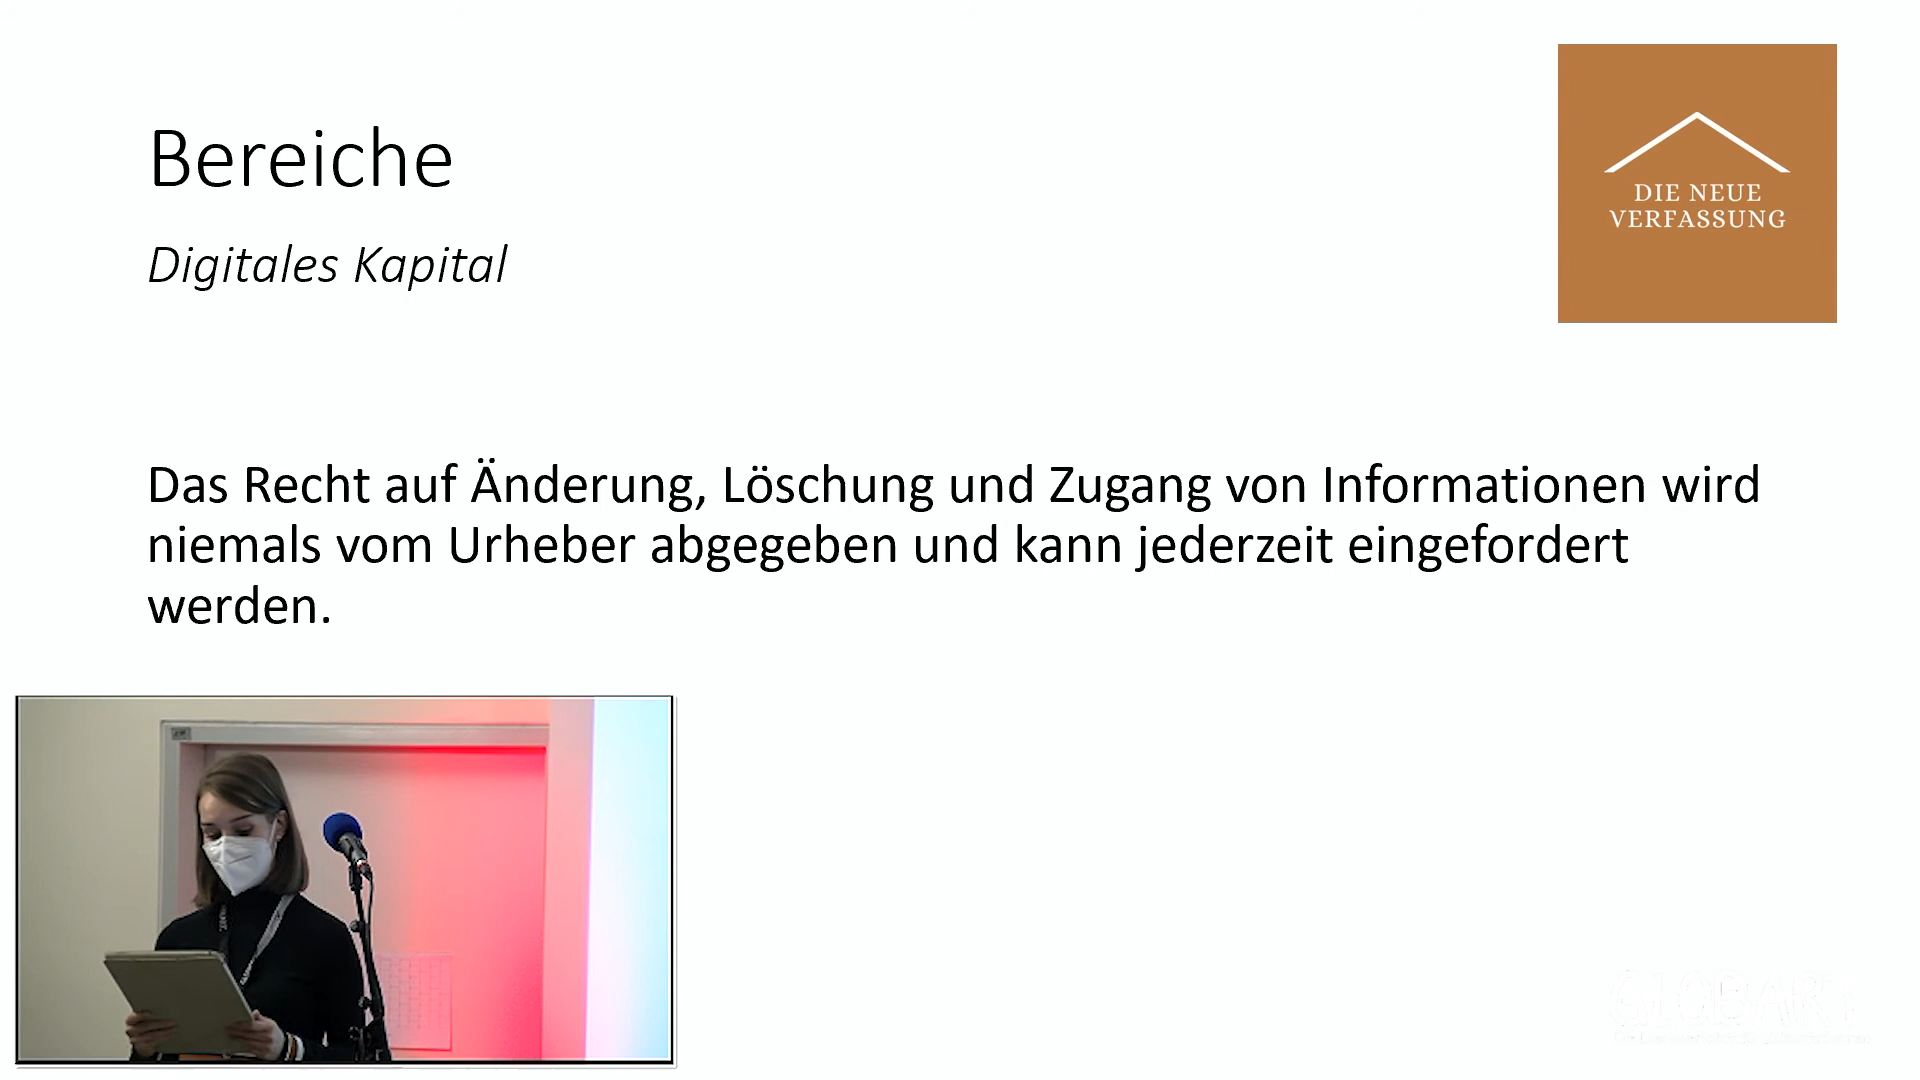 Bereiche
DIE NEUE
VERFASSUNG
Digitales Kapital
Das Recht auf Änderung, Löschung und Zugang von Informationen wird
niemals vom Urheber abgegeben und kann jederzeit eingefordert
werden.
GLOBART